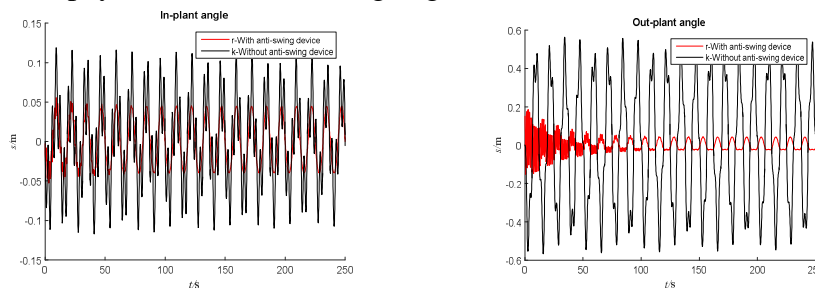 In-plant angle
r-With anti-swing device
k-Without anti-swing device
0.15
0.1
0.05
0
-0.05
-0.1
-0.15
s/m
0 50 100 150 200 250
t/s
Out-plant angle
r-With anti-swing device
k-Without anti-swing device
0.6
0.4
0.2
0
-0.2
-0.4
-0.6
s/m
0 50 100 150 200 250
t/s